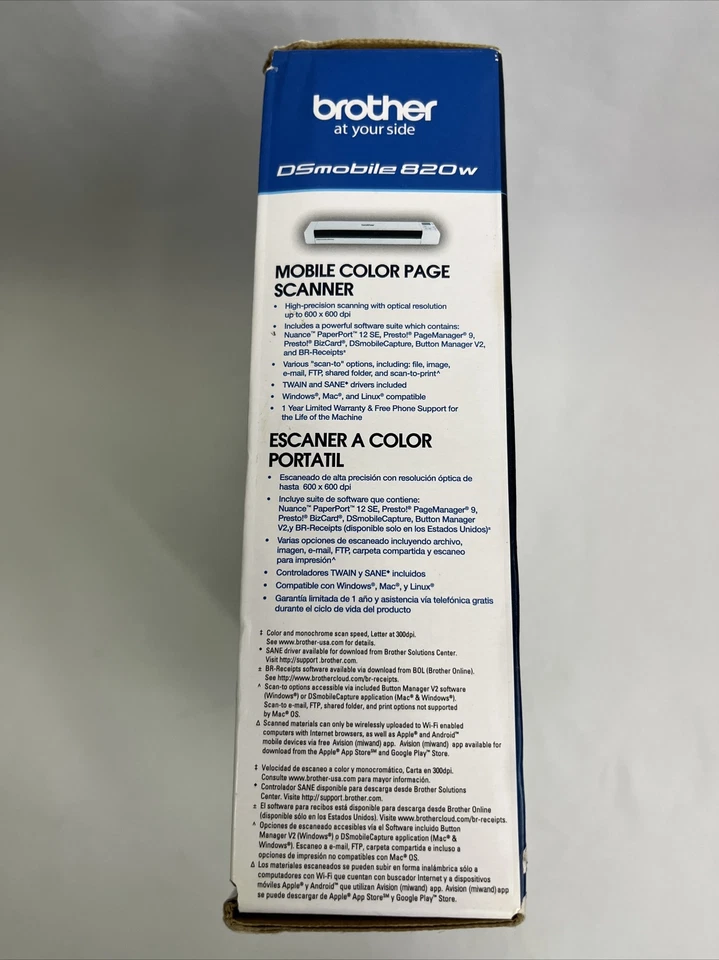 brother
at your side
DSmobile 820w
MOBILE COLOR PAGE
SCANNER
• High-precision scanning with optical resolution
up to 600 x 600 dpi
• Includes a powerful software suite which contains:
Nuance™ PaperPort™ 12 SE, Presto!® PageManager® 9,
Presto!® BizCard®, DSmobileCapture, Button Manager V2,
and BR-Receipts±
• Various "scan-to" options, including: file, image,
e-mail, FTP, shared folder, and scan-to-print^
• TWAIN and SANE* drivers included
• Windows®, Mac®, and Linux® compatible
• 1 Year Limited Warranty & Free Phone Support for
the Life of the Machine
ESCANER A COLOR
PORTATIL
• Escaneado de alta precisión con resolución óptica de
hasta 600 x 600 dpi
• Incluye suite de software que contiene:
Nuance™ PaperPort™ 12 SE, Presto!® PageManager® 9,
Presto!® BizCard®, DSmobileCapture, Button Manager
V2,y BR-Receipts (disponible solo en los Estados Unidos)±
• Varias opciones de escaneado incluyendo archivo,
imagen, e-mail, FTP, carpeta compartida y escaneo
para impresión^
• Controladores TWAIN y SANE* incluidos
• Compatible con Windows®, Mac®, y Linux®
• Garantía limitada de 1 año y asistencia vía telefónica gratis
durante el ciclo de vida del producto
‡ Color and monochrome scan speed, Letter at 300dpi.
See www.brother-usa.com for details.
* SANE driver available for download from Brother Solutions Center.
Visit http://support .brother.com.
± BR-Receipts software available via download from BOL (Brother Online).
See http://www.brothercloud.com/br-receipts.
^ Scan-to options accessible via included Button Manager V2 software
(Windows®) or DSmobileCapture application (Mac® & Windows®).
Scan-to e-mail, FTP, shared folder, and print options not supported
by Mac® OS.
Δ Scanned materials can only be wirelessly uploaded to Wi-Fi enabled
computers with Internet browsers, as well as Apple® and Android™
mobile devices via free Avision (miwand) app. Avision (miwand) app available for
download from the Apple® App Store℠ and Google Play™ Store.
‡ Velocidad de escaneo a color y monocromático, Carta en 300dpi.
Consulte www.brother-usa.com para mayor información.
* Controlador SANE disponible para descarga desde Brother Solutions
Center. Visite http://support.brother.com.
± El software para recibos está disponible para descarga desde Brother Online
(disponible sólo en los Estados Unidos). Visite www.brothercloud.com/br-receipts.
^ Opciones de escaneado accesibles vía el Software incluido Button
Manager V2 (Windows®) o DSmobileCapture application (Mac® &
Windows®). Escaneo a e-mail, FTP, carpeta compartida e incluso a
opciones de impresión no compatibles con Mac® OS.
Δ Los materiales escaneados se pueden subir en forma inalámbrica sólo a
computadores con Wi-Fi que cuentan con buscador Internet y a dispositivos
móviles Apple® y Android™ que utilizan Avision (miwand) app. Avision (miwand) app
se puede descargar de Apple® App Store℠ y Google Play™ Store.